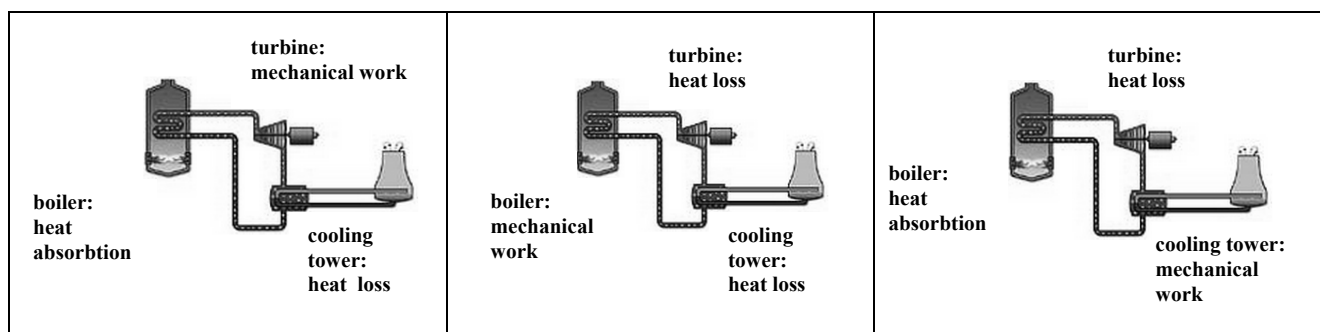 turbine:
mechanical work
boiler:
heat
absorbtion
cooling
tower:
heat loss
turbine:
heat loss
boiler:
mechanical
work
cooling
tower:
heat loss
turbine:
heat loss
boiler:
heat
absorbtion
cooling tower:
mechanical
work